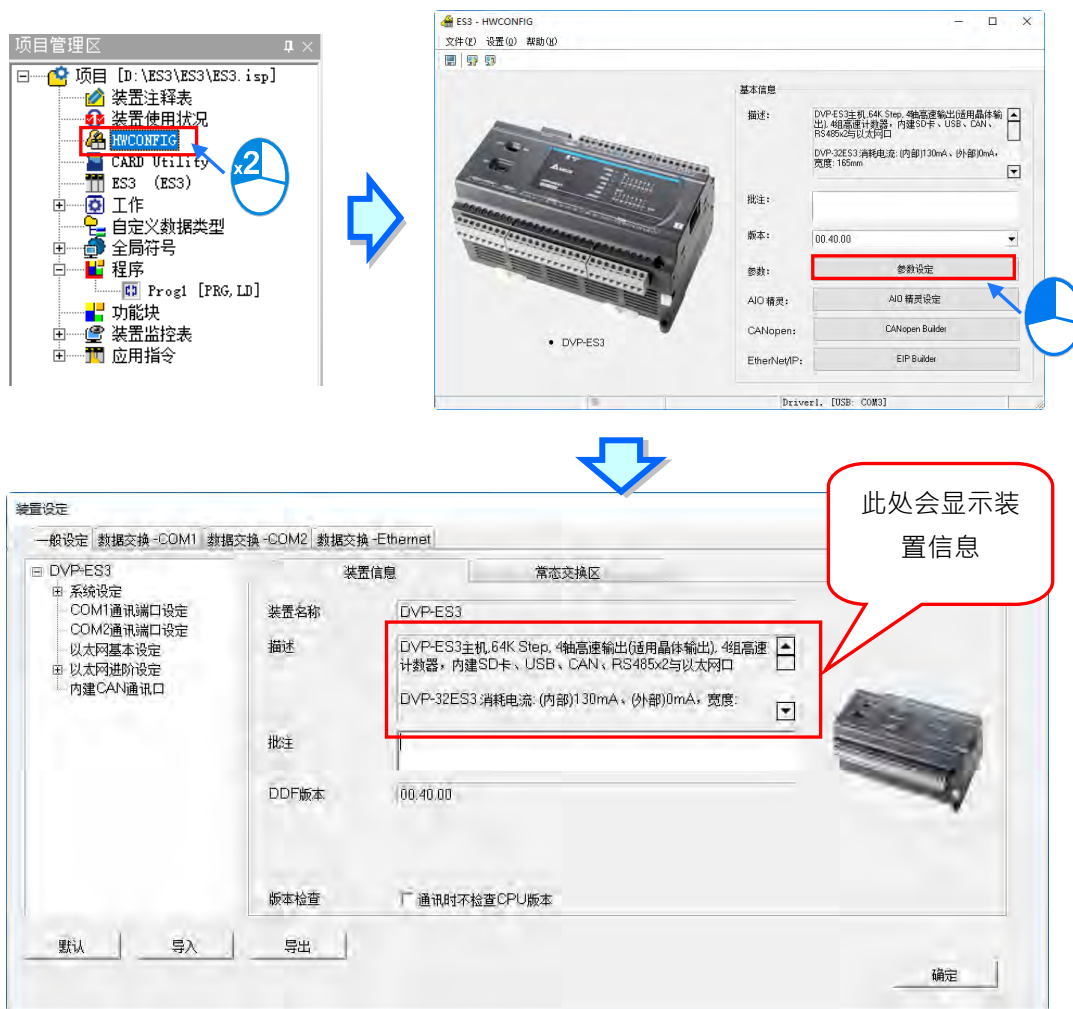 项目管理区
项目 [D:\ES3\ES3\ES3.isp]
装置注释表
装置使用状况
HWCONFIG
CARD Utility
ES3 (ES3)
工作
自定义数据类型
全局符号
程序
Prog1 [PRG,LD]
功能块
装置监控表
应用指令
x2
ES3 - HWCONFIG
文件(F) 设置(O) 帮助(H)
基本信息
描述:
DVP-ES3主机,64K Step, 4轴高速输出(适用晶体输
出), 4组高速计数器，内建SD卡、USB、CAN、
RS485x2与以太网口
DVP-32ES3 消耗电流: (内部)130mA、(外部)0mA，
宽度: 165mm
批注:
版本:
00.40.00
参数:
参数设定
AIO 精灵:
AIO 精灵设定
CANopen:
CANopen Builder
EtherNet/IP:
EIP Builder
• DVP-ES3
Driver1, [USB: COM3]
此处会显示装
置信息
装置设定
一般设定 数据交换 -COM1 数据交换 -COM2 数据交换 -Ethernet
DVP-ES3
系统设定
COM1通讯端口设定
COM2通讯端口设定
以太网基本设定
以太网进阶设定
内建CAN通讯口
装置信息 常态交换区
装置名称 DVP-ES3
描述
DVP-ES3主机,64K Step, 4轴高速输出(适用晶体输出), 4组高速
计数器，内建SD卡、USB、CAN、RS485x2与以太网口
DVP-32ES3 消耗电流: (内部)130mA、(外部)0mA，宽度:
批注
DDF版本 00.40.00
版本检查 通讯时不检查CPU版本
默认 导入 导出
确定